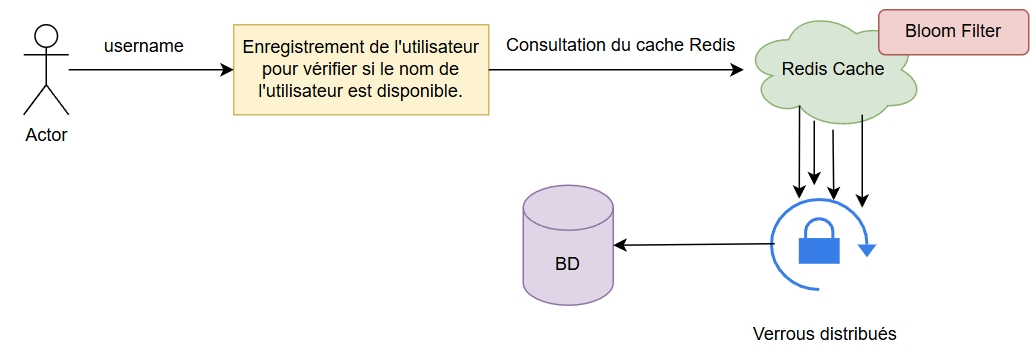 username
Actor
Enregistrement de l'utilisateur
pour vérifier si le nom de
l'utilisateur est disponible.
Consultation du cache Redis
Bloom Filter
Redis Cache
BD
Verrous distribués